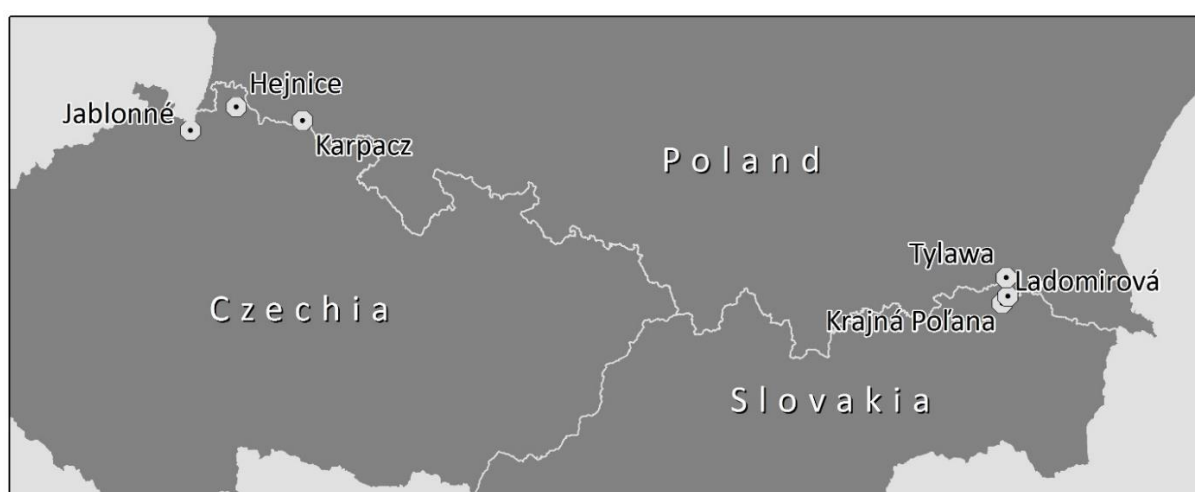 Hejnice
Jablonné
Karpacz
Poland
Tylawa
Ladomirová
Czechia
Krajná Poľana
Slovakia